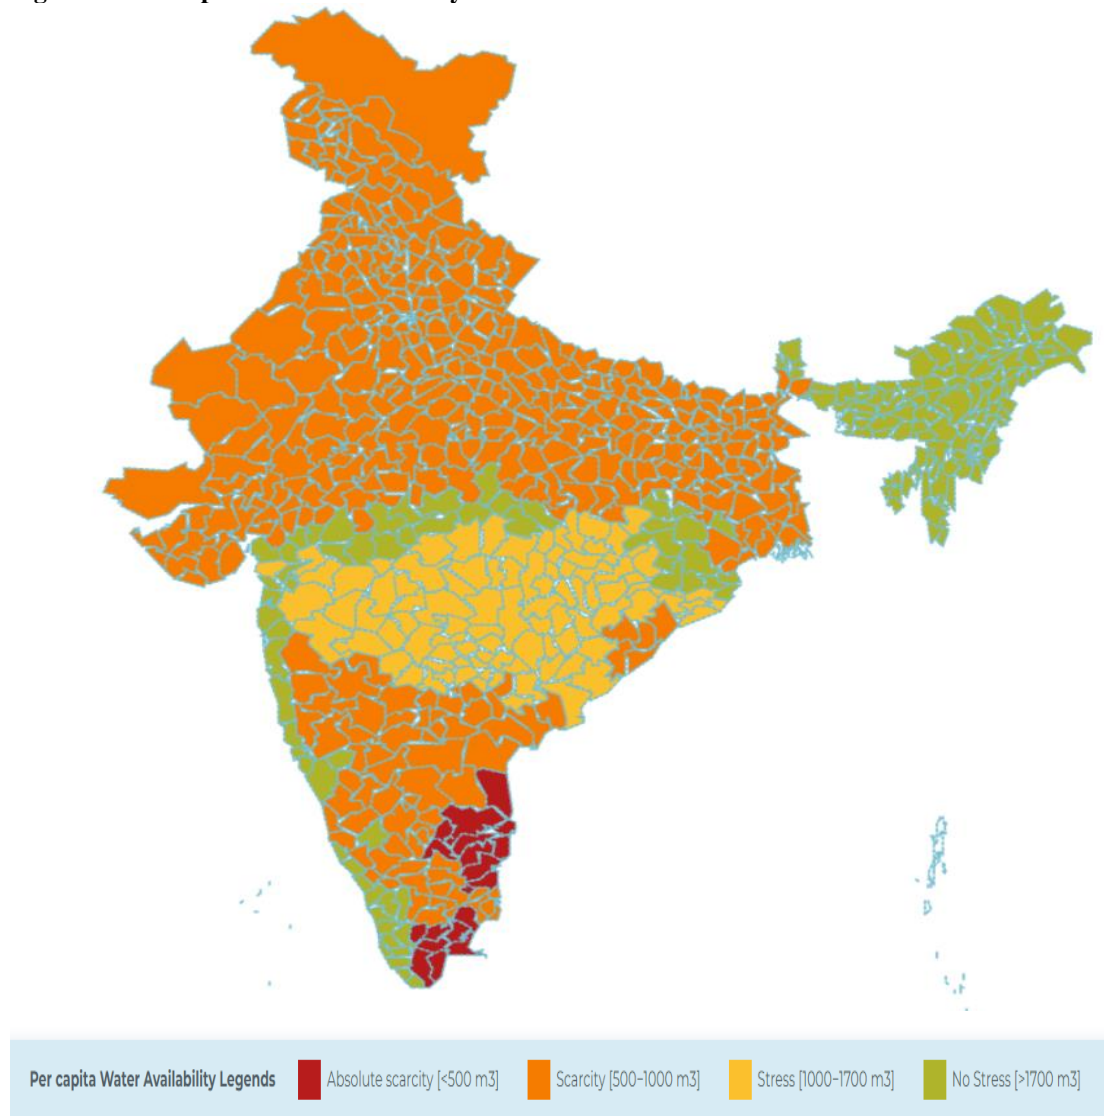 Per capita Water Availability Legends
Absolute scarcity [<500 m3]
Scarcity [500-1000 m3]
Stress [1000-1700 m3]
No Stress [>1700 m3]